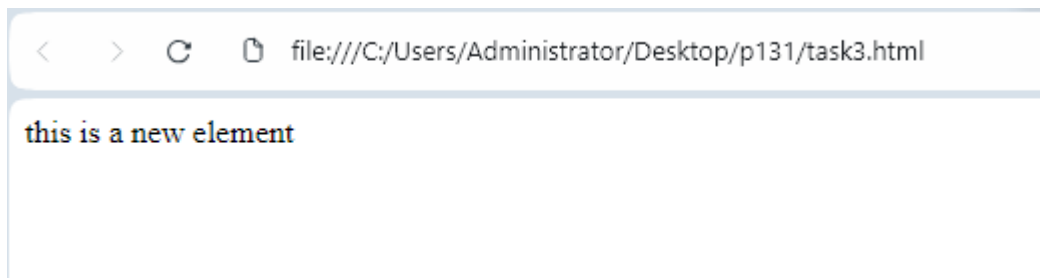 file:///C:/Users/Administrator/Desktop/p131/task3.html
this is a new element